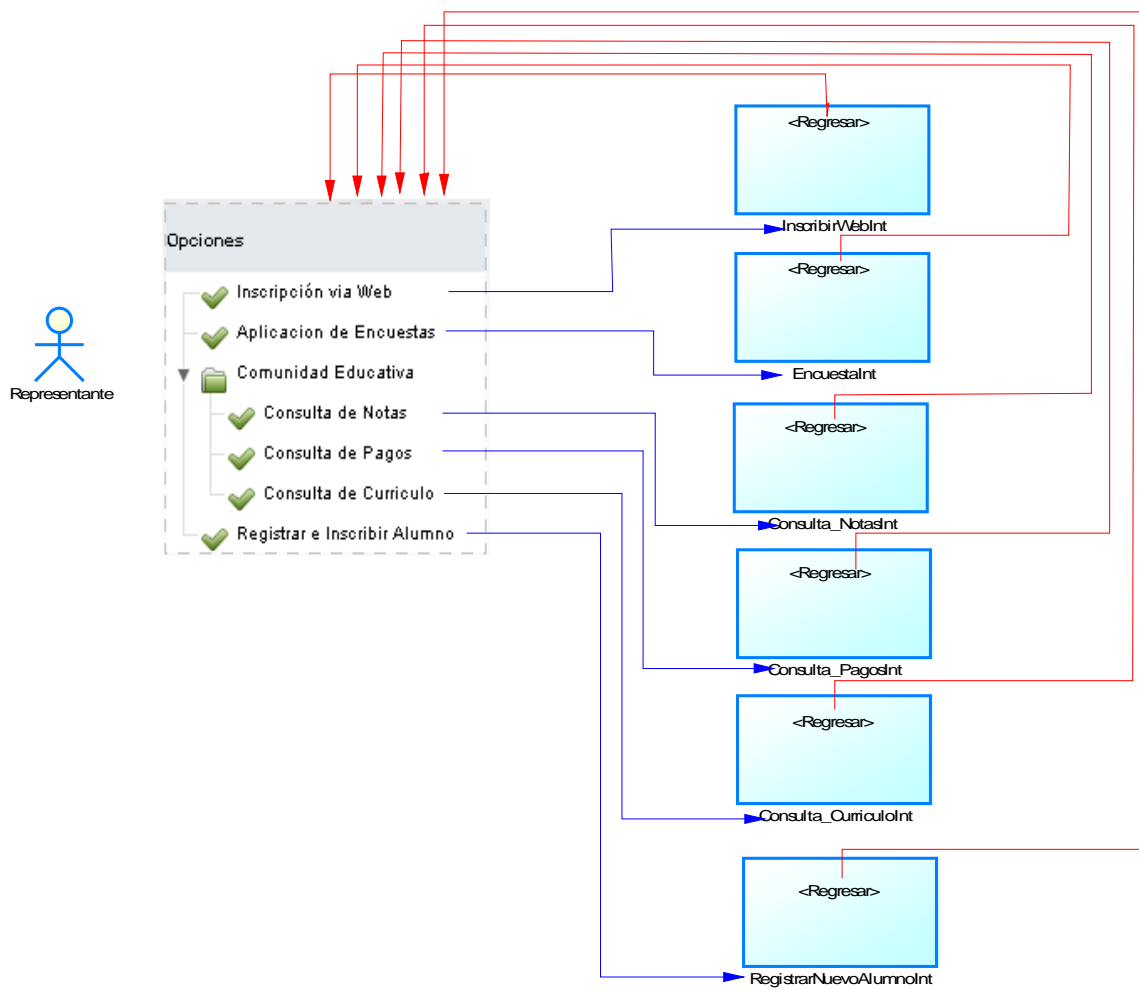 Representante
Opciones
Inscripción via Web
Aplicacion de Encuestas
Comunidad Educativa
Consulta de Notas
Consulta de Pagos
Consulta de Curriculo
Registrar e Inscribir Alumno
<Regresar>
InscribirWebInt
<Regresar>
EncuestaInt
<Regresar>
Consulta_NotasInt
<Regresar>
Consulta_PagosInt
<Regresar>
Consulta_CurriculoInt
<Regresar>
RegistrarNuevoAlumnoInt